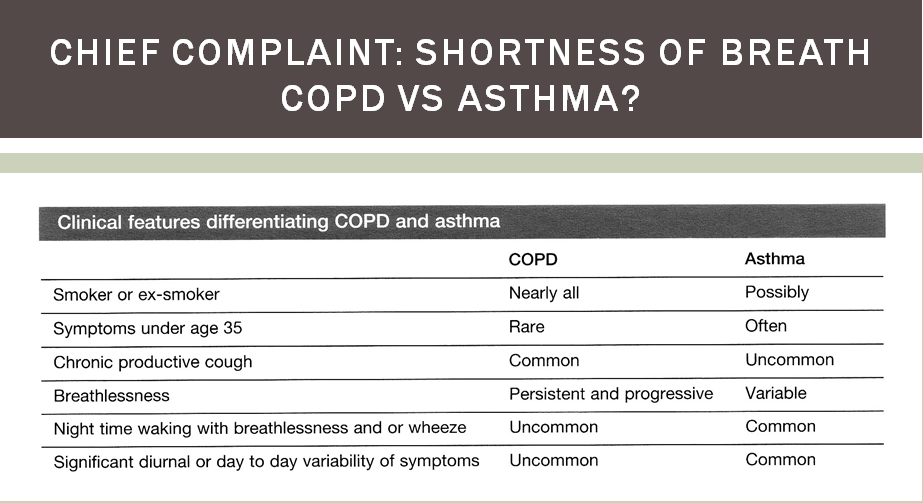 CHIEF COMPLAINT: SHORTNESS OF BREATH
COPD VS ASTHMA?
Clinical features differentiating COPD and asthma
COPD Asthma
Smoker or ex-smoker Nearly all Possibly
Symptoms under age 35 Rare Often
Chronic productive cough Common Uncommon
Breathlessness Persistent and progressive Variable
Night time waking with breathlessness and or wheeze Uncommon Common
Significant diurnal or day to day variability of symptoms Uncommon Common